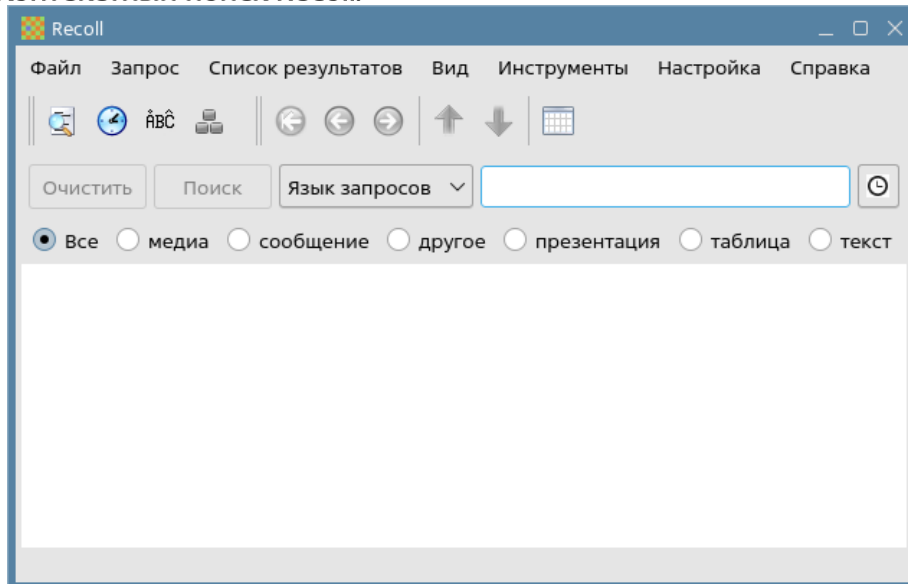 Recoll
Файл Запрос Список результатов Вид Инструменты Настройка Справка
ÂBĈ
Очистить Поиск Язык запросов
Все медиа сообщение другое презентация таблица текст